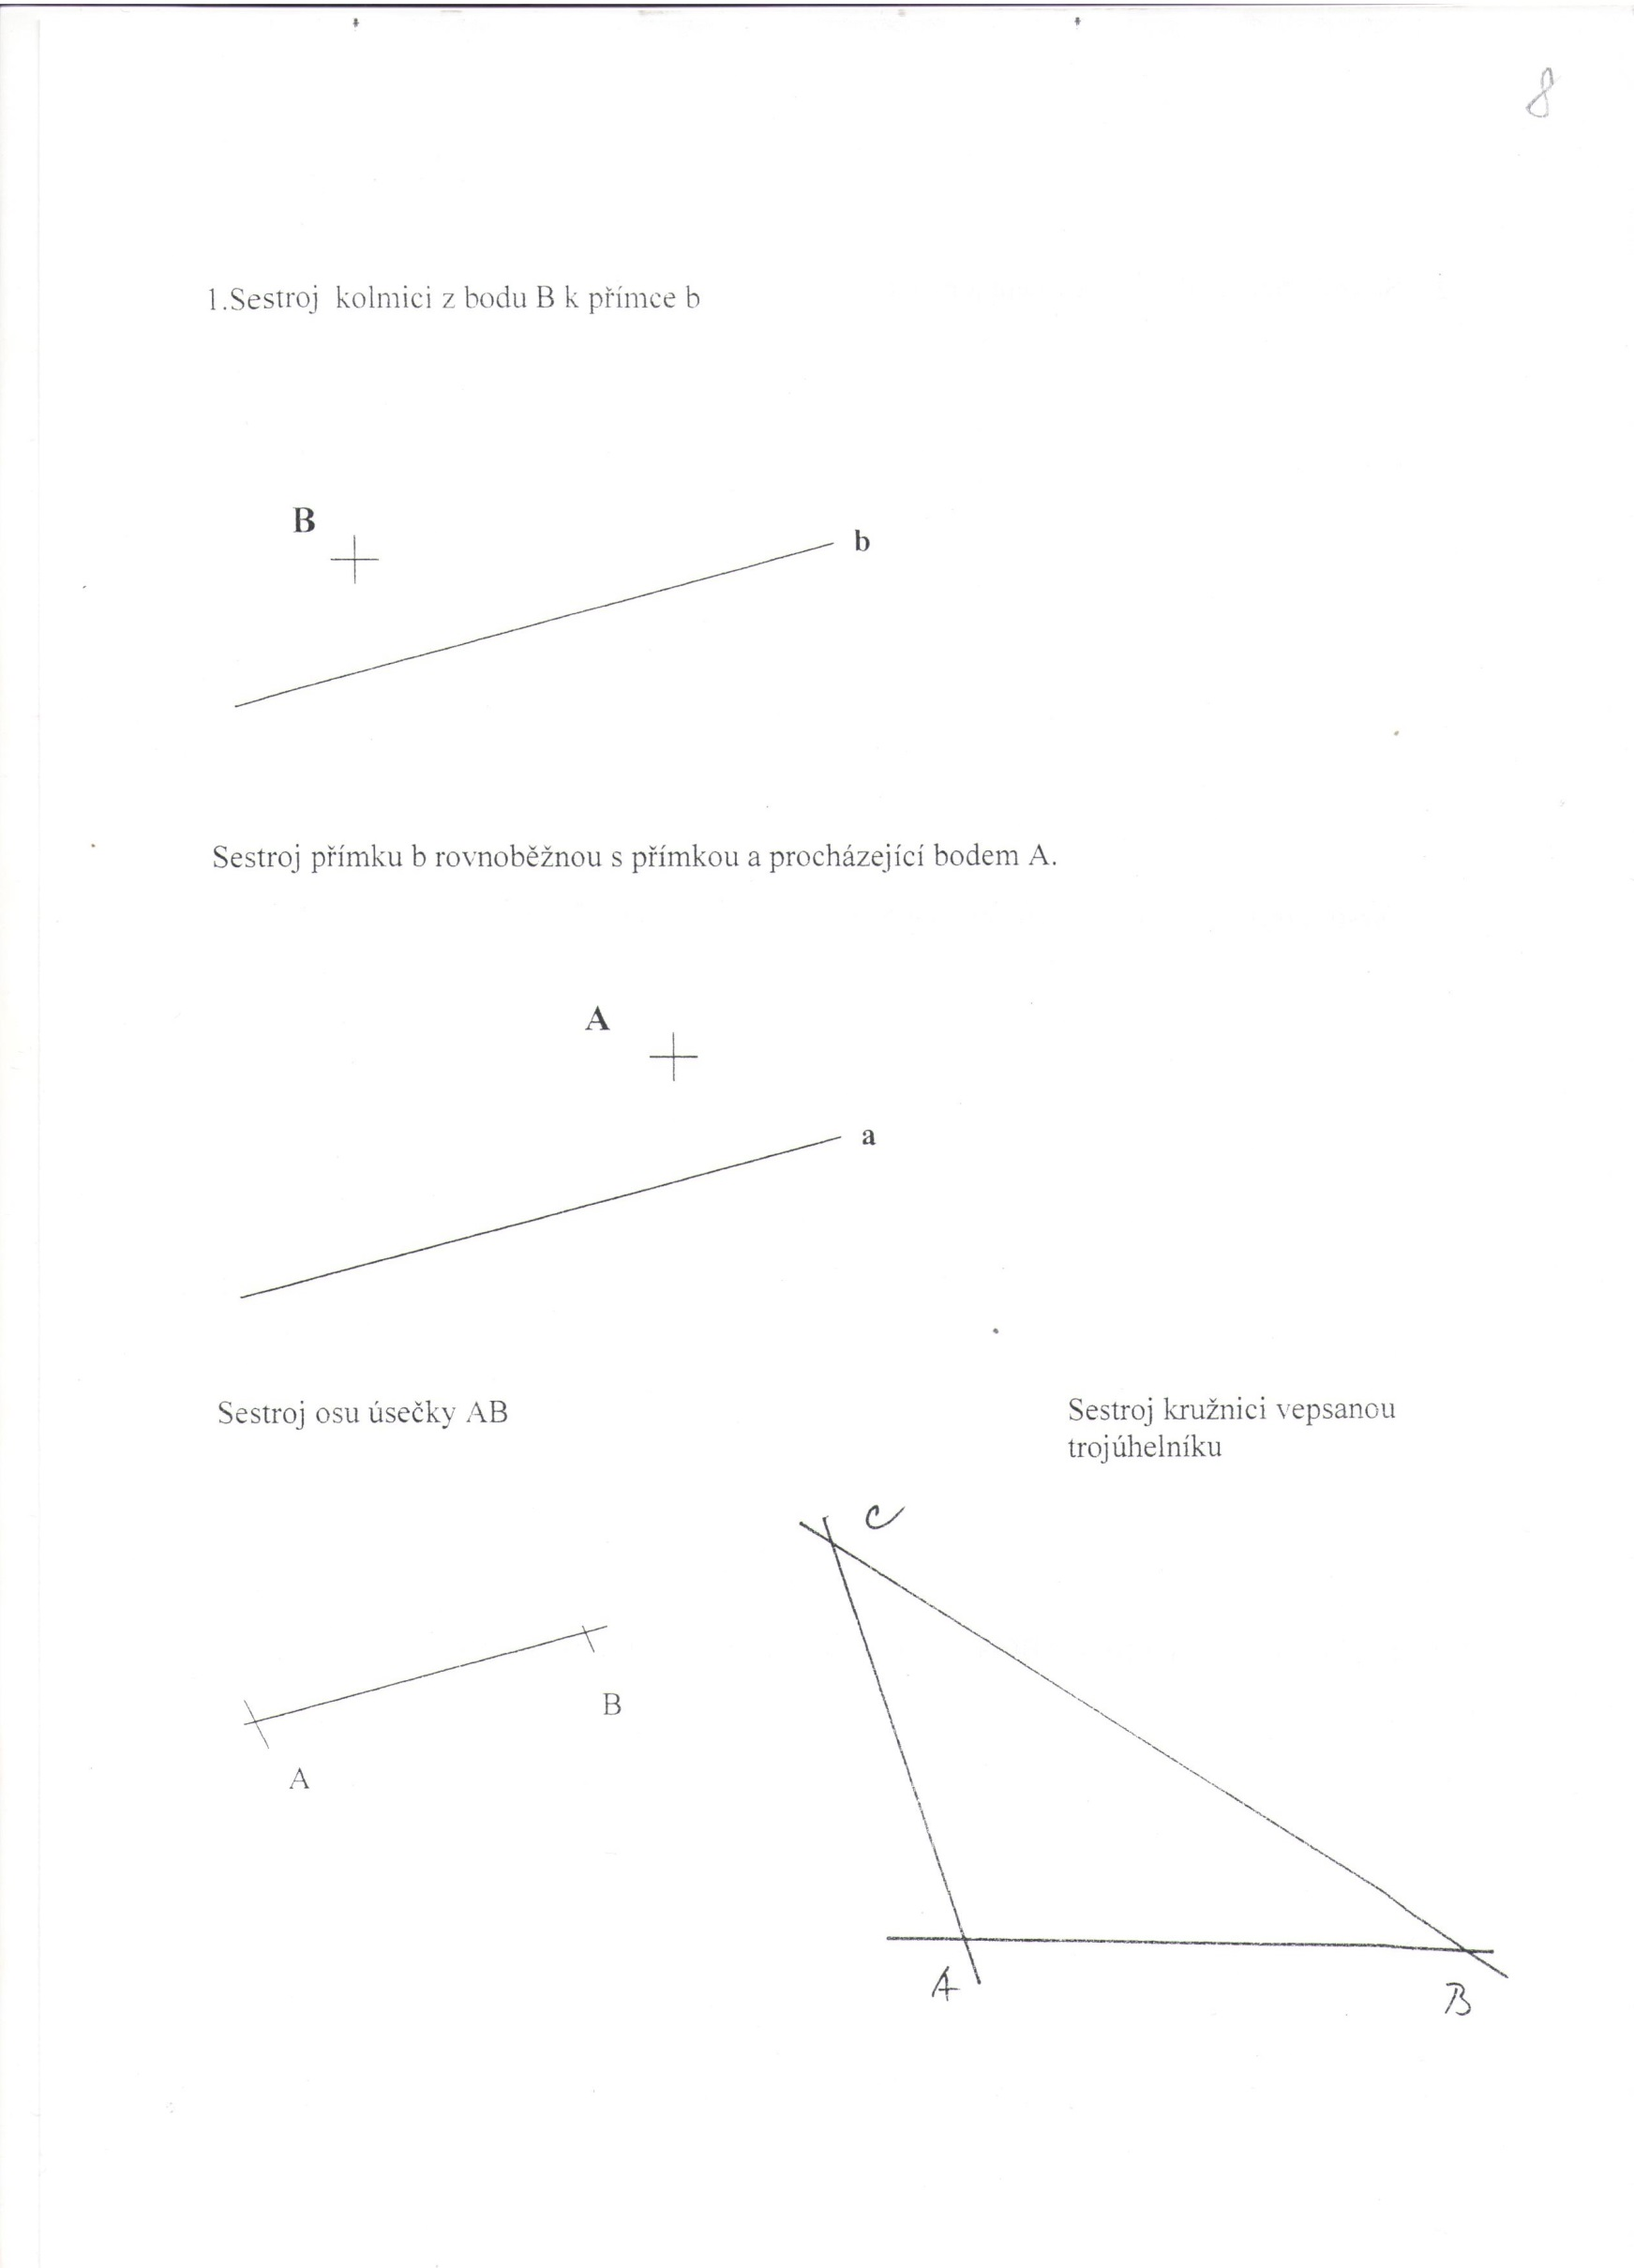 8
1.Sestroj kolmici z bodu B k přímce b
B
b
Sestroj přímku b rovnoběžnou s přímkou a procházející bodem A.
A
a
Sestroj osu úsečky AB
Sestroj kružnici vepsanou
trojúhelníku
C
B
A
A
B